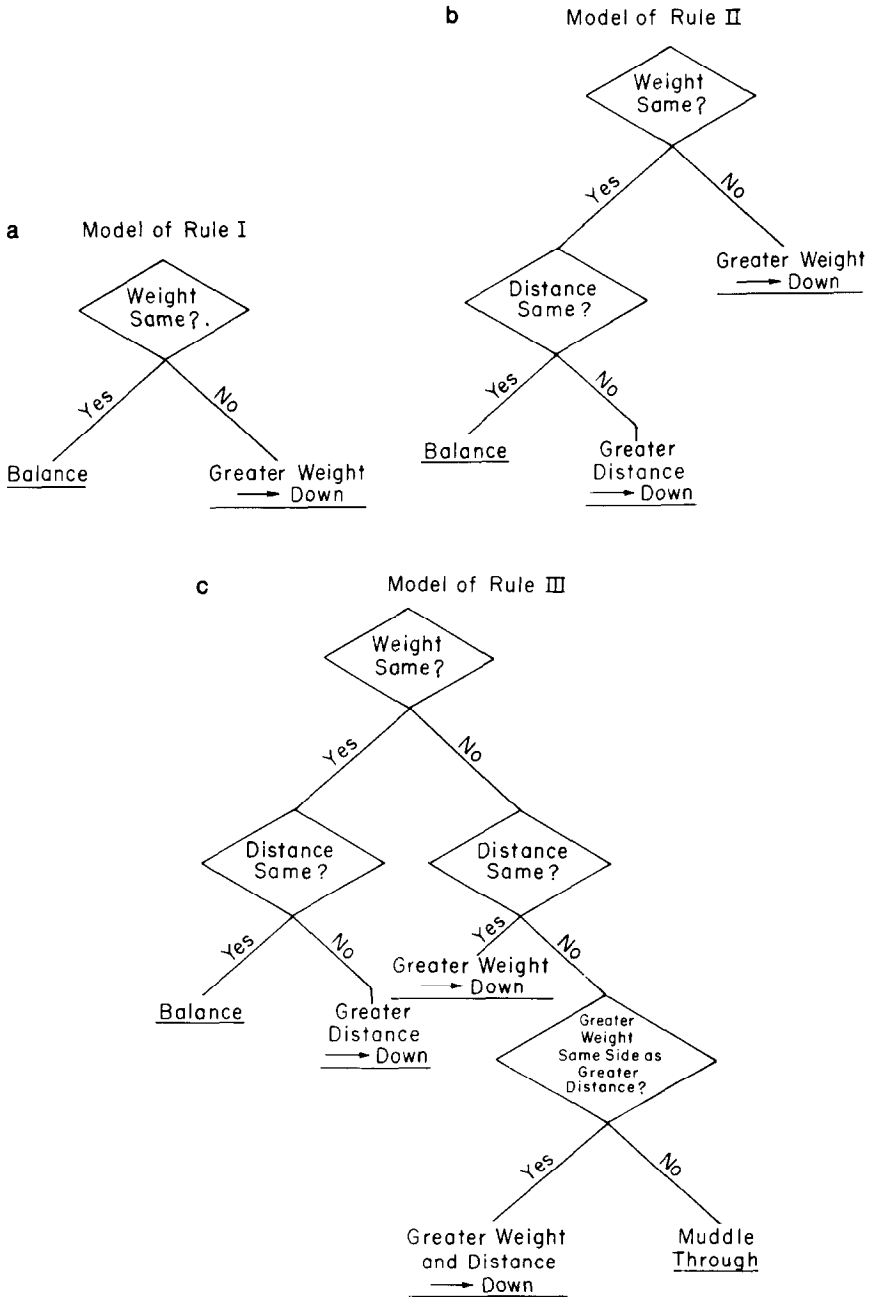 a
Model of Rule I
Weight
Same?.
Yes
No
Balance
Greater Weight
→ Down
b
Model of Rule II
Weight
Same?
Yes
No
Distance
Same?
Greater Weight
→ Down
Yes
No
Balance
Greater
Distance
→ Down
c
Model of Rule III
Weight
Same?
Yes
No
Distance
Same?
Distance
Same?
Yes
No
Yes
No
Balance
Greater
Distance
→ Down
Greater Weight
→ Down
Greater
Weight
Same Side as
Greater
Distance?
Yes
No
Greater Weight
and Distance
→ Down
Muddle
Through